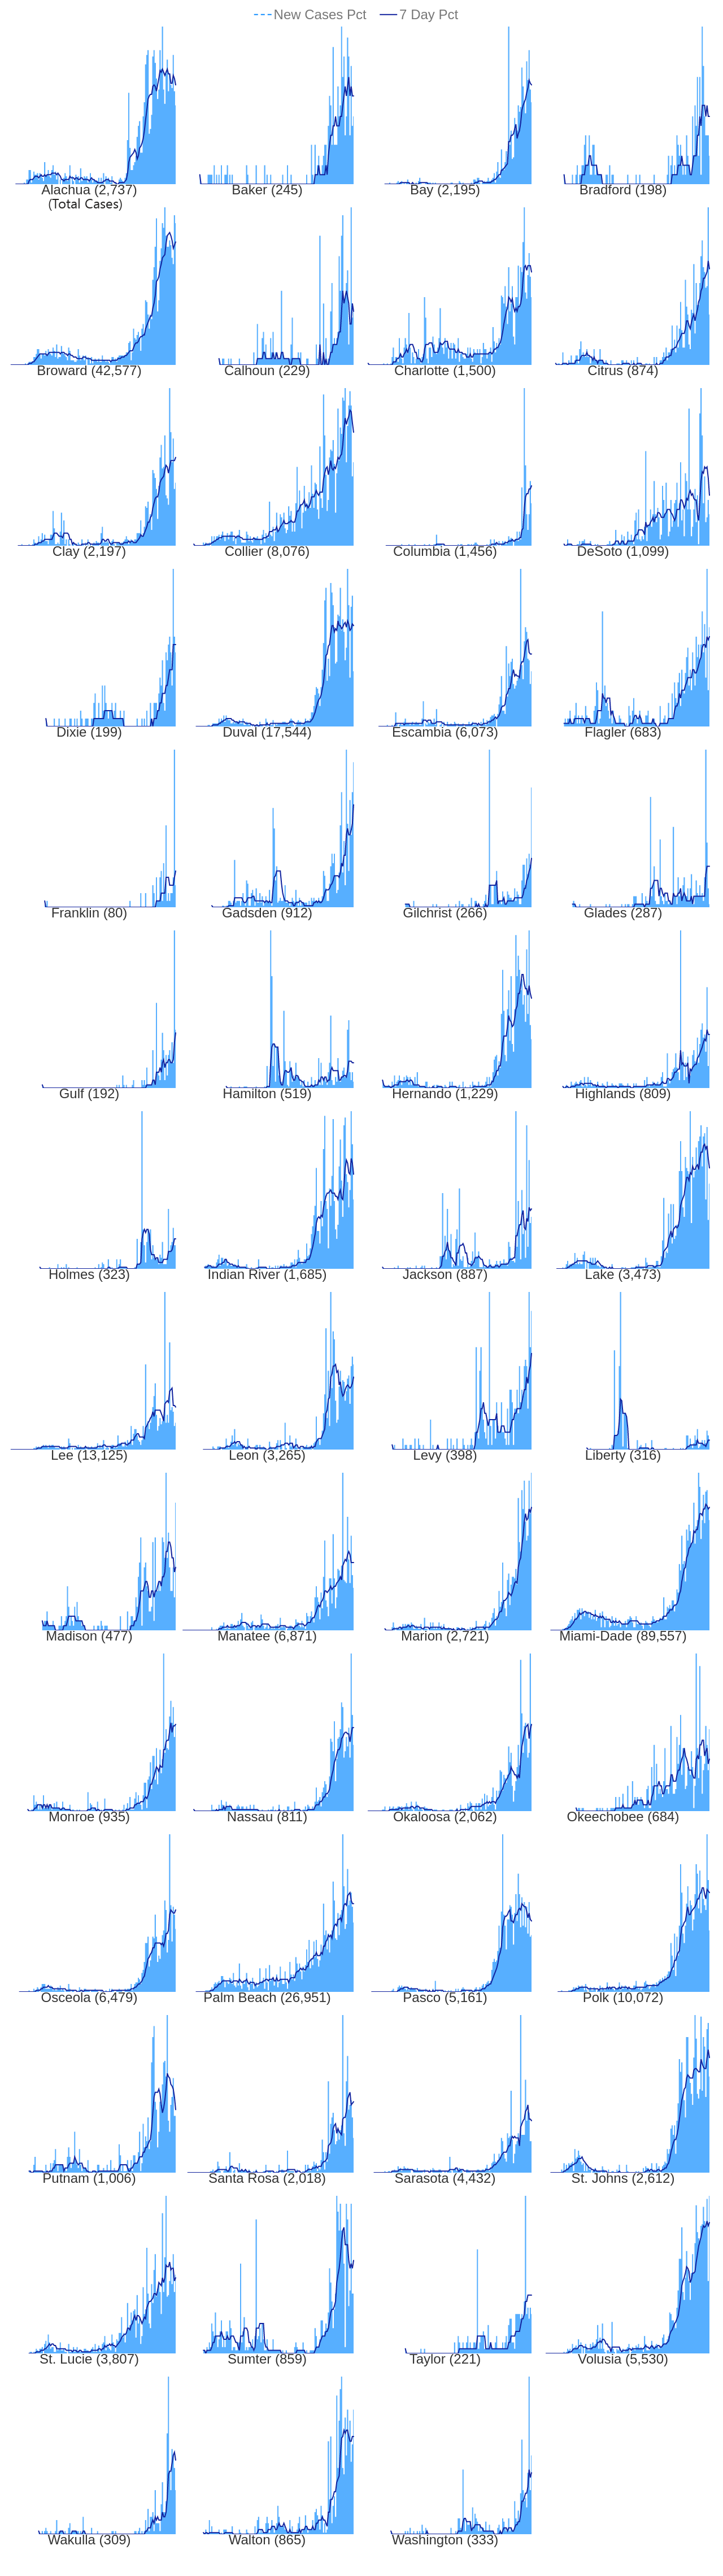 New Cases Pct 7 Day Pct
Alachua (2,737) Baker (245) Bay (2,195) Bradford (198)
(Total Cases)
Broward (42,577) Calhoun (229) Charlotte (1,500) Citrus (874)
Clay (2,197) Collier (8,076) Columbia (1,456) DeSoto (1,099)
Dixie (199) Duval (17,544) Escambia (6,073) Flagler (683)
Franklin (80) Gadsden (912) Gilchrist (266) Glades (287)
Gulf (192) Hamilton (519) Hernando (1,229) Highlands (809)
Holmes (323) Indian River (1,685) Jackson (887) Lake (3,473)
Lee (13,125) Leon (3,265) Levy (398) Liberty (316)
Madison (477) Manatee (6,871) Marion (2,721) Miami-Dade (89,557)
Monroe (935) Nassau (811) Okaloosa (2,062) Okeechobee (684)
Osceola (6,479) Palm Beach (26,951) Pasco (5,161) Polk (10,072)
Putnam (1,006) Santa Rosa (2,018) Sarasota (4,432) St. Johns (2,612)
St. Lucie (3,807) Sumter (859) Taylor (221) Volusia (5,530)
Wakulla (309) Walton (865) Washington (333)